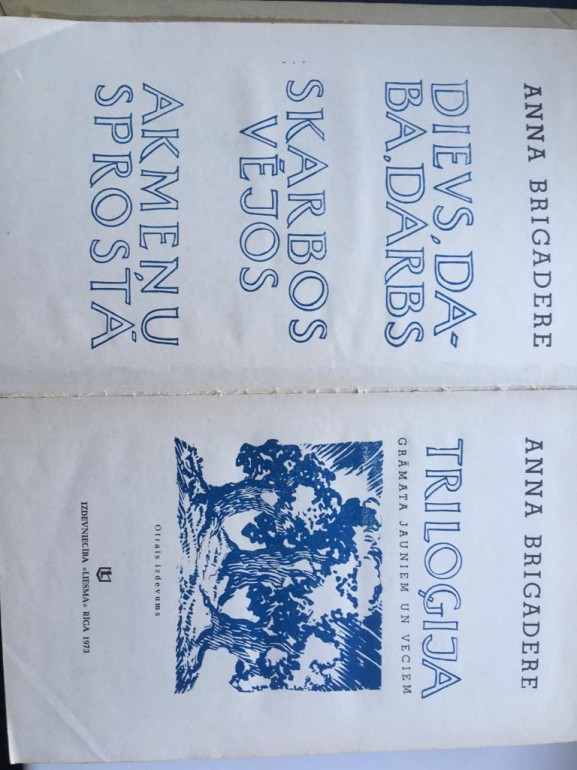 ANNA BRIGADERE
DIEVS, DA-
BA, DARBS
SKARBOS
VĒJOS
AKMEŅU
SPROSTĀ
ANNA BRIGADERE
TRILOĢIJA
GRĀMATA JAUNIEM UN VECIEM
Otrais izdevums
IZDEVNIECĪBA «LIESMA» RĪGĀ 1973